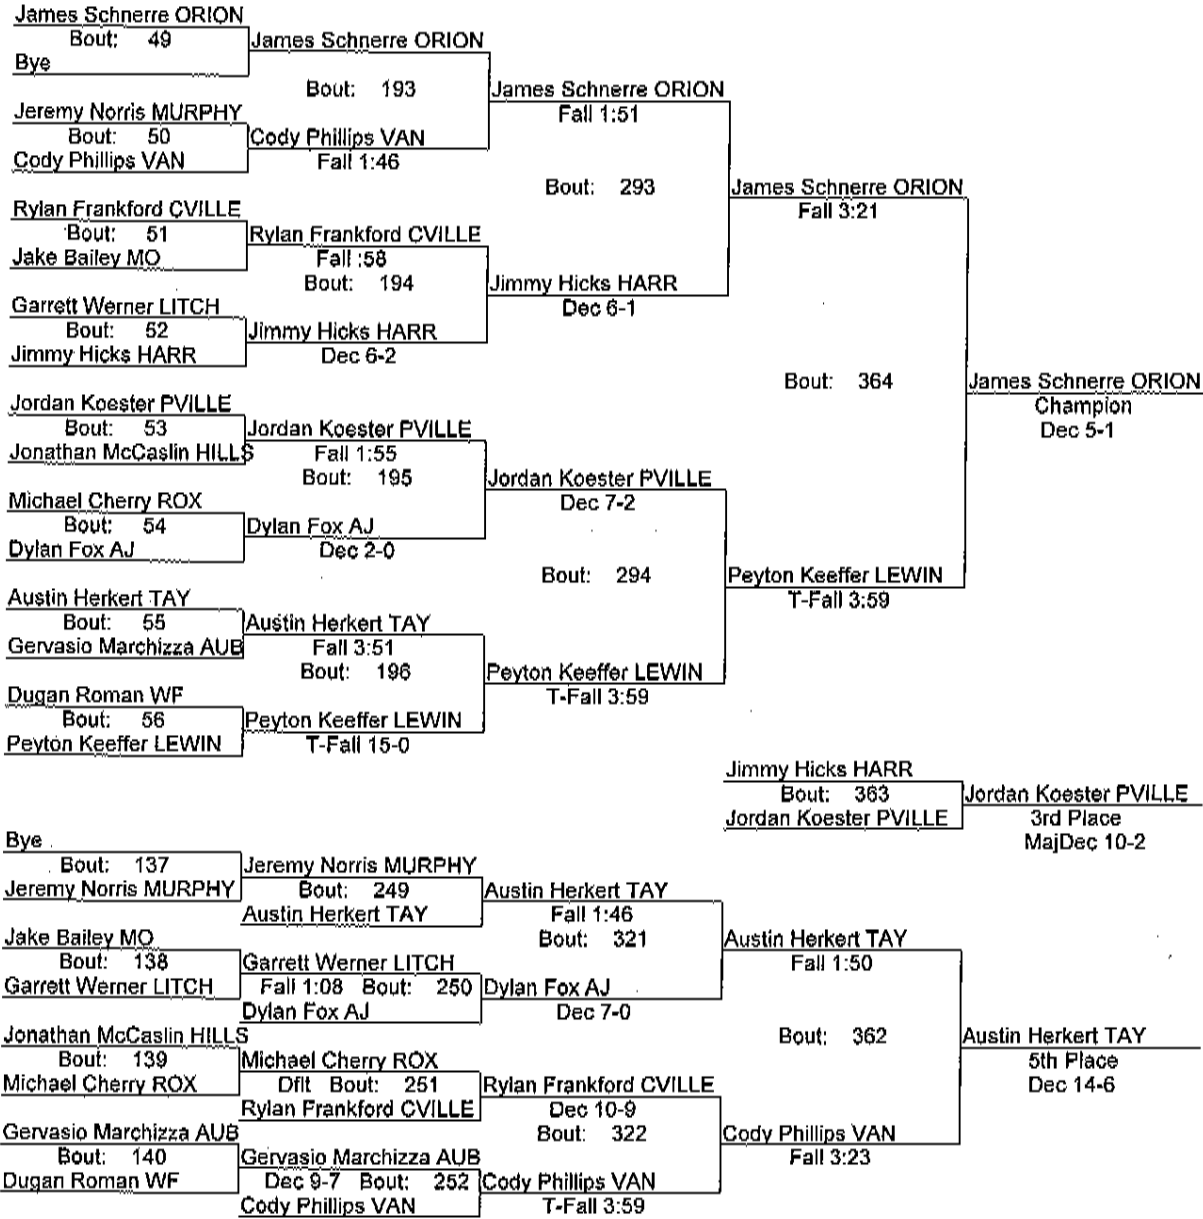 James Schnerre ORION
Bout: 49
Bye
James Schnerre ORION
Bout: 193
Jeremy Norris MURPHY
Bout: 50
Cody Phillips VAN
Cody Phillips VAN
Fall 1:46
James Schnerre ORION
Fall 1:51
Bout: 293
Rylan Frankford CVILLE
Bout: 51
Jake Bailey MO
Rylan Frankford CVILLE
Fall :58
Bout: 194
Garrett Werner LITCH
Bout: 52
Jimmy Hicks HARR
Jimmy Hicks HARR
Dec 6-2
Jimmy Hicks HARR
Dec 6-1
James Schnerre ORION
Fall 3:21
Bout: 364
James Schnerre ORION
Champion
Dec 5-1
Jordan Koester PVILLE
Bout: 53
Jonathan McCaslin HILLS
Jordan Koester PVILLE
Fall 1:55
Bout: 195
Michael Cherry ROX
Bout: 54
Dylan Fox AJ
Dylan Fox AJ
Dec 2-0
Jordan Koester PVILLE
Dec 7-2
Bout: 294
Austin Herkert TAY
Bout: 55
Gervasio Marchizza AUB
Austin Herkert TAY
Fall 3:51
Bout: 196
Dugan Roman WF
Bout: 56
Peyton Keeffer LEWIN
Peyton Keeffer LEWIN
T-Fall 15-0
Peyton Keeffer LEWIN
T-Fall 3:59
Peyton Keeffer LEWIN
T-Fall 3:59
Jimmy Hicks HARR
Bout: 363
Jordan Koester PVILLE
Jordan Koester PVILLE
3rd Place
MajDec 10-2
Bye
Bout: 137
Jeremy Norris MURPHY
Jeremy Norris MURPHY
Bout: 249
Austin Herkert TAY
Austin Herkert TAY
Fall 1:46
Bout: 321
Jake Bailey MO
Bout: 138
Garrett Werner LITCH
Garrett Werner LITCH
Fall 1:08 Bout: 250
Dylan Fox AJ
Dylan Fox AJ
Dec 7-0
Austin Herkert TAY
Fall 1:50
Bout: 362
Austin Herkert TAY
5th Place
Dec 14-6
Jonathan McCaslin HILLS
Bout: 139
Michael Cherry ROX
Michael Cherry ROX
Dflt Bout: 251
Rylan Frankford CVILLE
Rylan Frankford CVILLE
Dec 10-9
Bout: 322
Gervasio Marchizza AUB
Bout: 140
Dugan Roman WF
Gervasio Marchizza AUB
Dec 9-7 Bout: 252
Cody Phillips VAN
Cody Phillips VAN
T-Fall 3:59
Cody Phillips VAN
Fall 3:23